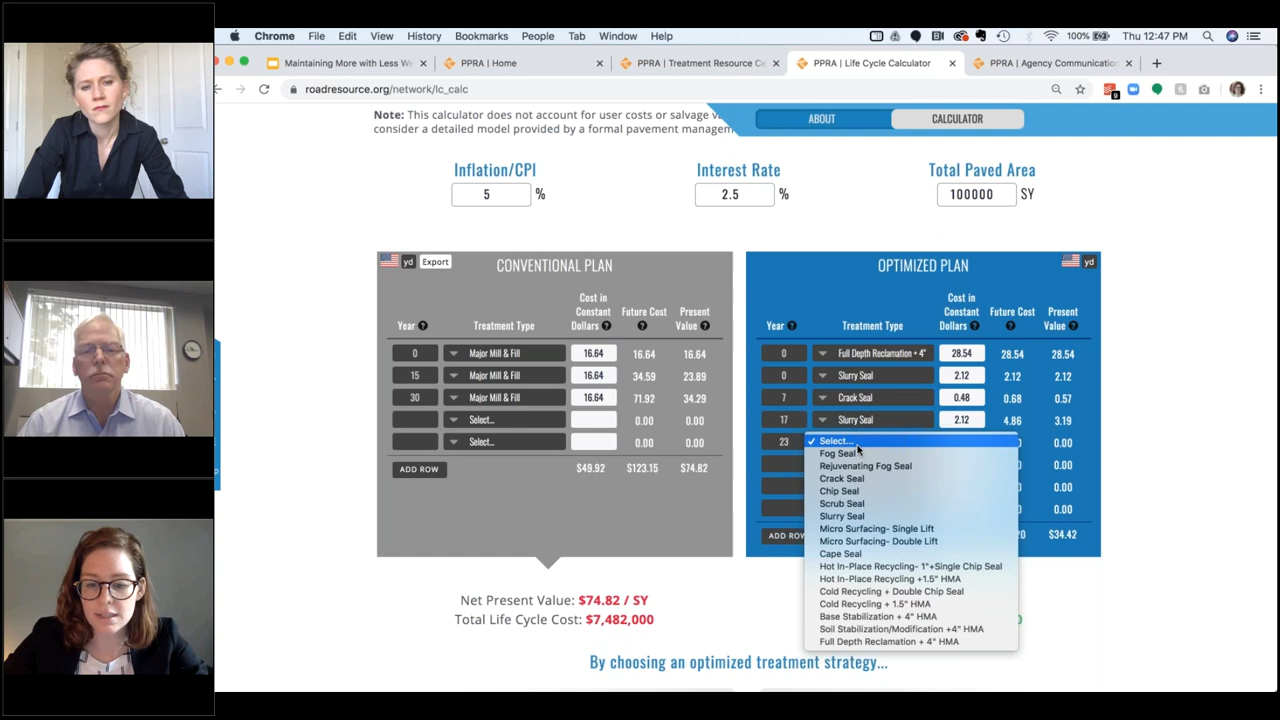 Chrome File Edit View History Bookmarks People Tab Window Help
100% Thu 12:47 PM
Maintaining More with Less W
PPRA | Home
PPRA | Treatment Resource Ce
PPRA | Life Cycle Calculator
PPRA | Agency Communication
roadresource.org/network/lc_calc
Note: This calculator does not account for user costs or salvage
consider a detailed model provided by a formal pavement managem
ABOUT
CALCULATOR
Inflation/CPI
5 %
Interest Rate
2.5 %
Total Paved Area
100000 SY
yd Export CONVENTIONAL PLAN
Year ? Treatment Type Cost in Constant Dollars ? Future Cost ? Present Value ?
0 Major Mill & Fill 16.64 16.64 16.64
15 Major Mill & Fill 16.64 34.59 23.89
30 Major Mill & Fill 16.64 71.92 34.29
Select... 0.00 0.00
Select... 0.00 0.00
ADD ROW $49.92 $123.15 $74.82
Net Present Value: $74.82 / SY
Total Life Cycle Cost: $7,482,000
OPTIMIZED PLAN yd
Year ? Treatment Type Cost in Constant Dollars ? Future Cost ? Present Value ?
0 Full Depth Reclamation + 4" 28.54 28.54 28.54
0 Slurry Seal 2.12 2.12 2.12
7 Crack Seal 0.48 0.68 0.57
17 Slurry Seal 2.12 4.86 3.19
23 ✓ Select... 0.00
Fog Seal
Rejuvenating Fog Seal 0.00
Crack Seal
Chip Seal 0.00
Scrub Seal
Slurry Seal 0.00
Micro Surfacing- Single Lift
ADD ROW Micro Surfacing- Double Lift $34.42
Cape Seal
Hot In-Place Recycling- 1"+Single Chip Seal
Hot In-Place Recycling +1.5" HMA
Cold Recycling + Double Chip Seal
Cold Recycling + 1.5" HMA
Base Stabilization + 4" HMA
Soil Stabilization/Modification +4" HMA
Full Depth Reclamation + 4" HMA
By choosing an optimized treatment strategy...